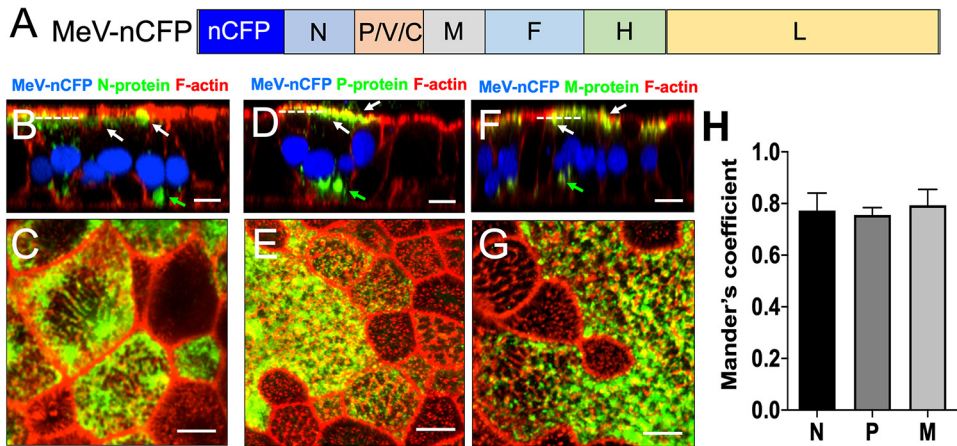 A
MeV-nCFP nCFP N P/V/C M F H L
MeV-nCFP N-protein F-actin
MeV-nCFP P-protein F-actin
MeV-nCFP M-protein F-actin
B
D
F
C
E
G
H
Mander's coefficient
1.0
0.8
0.6
0.4
0.2
0.0
N P M